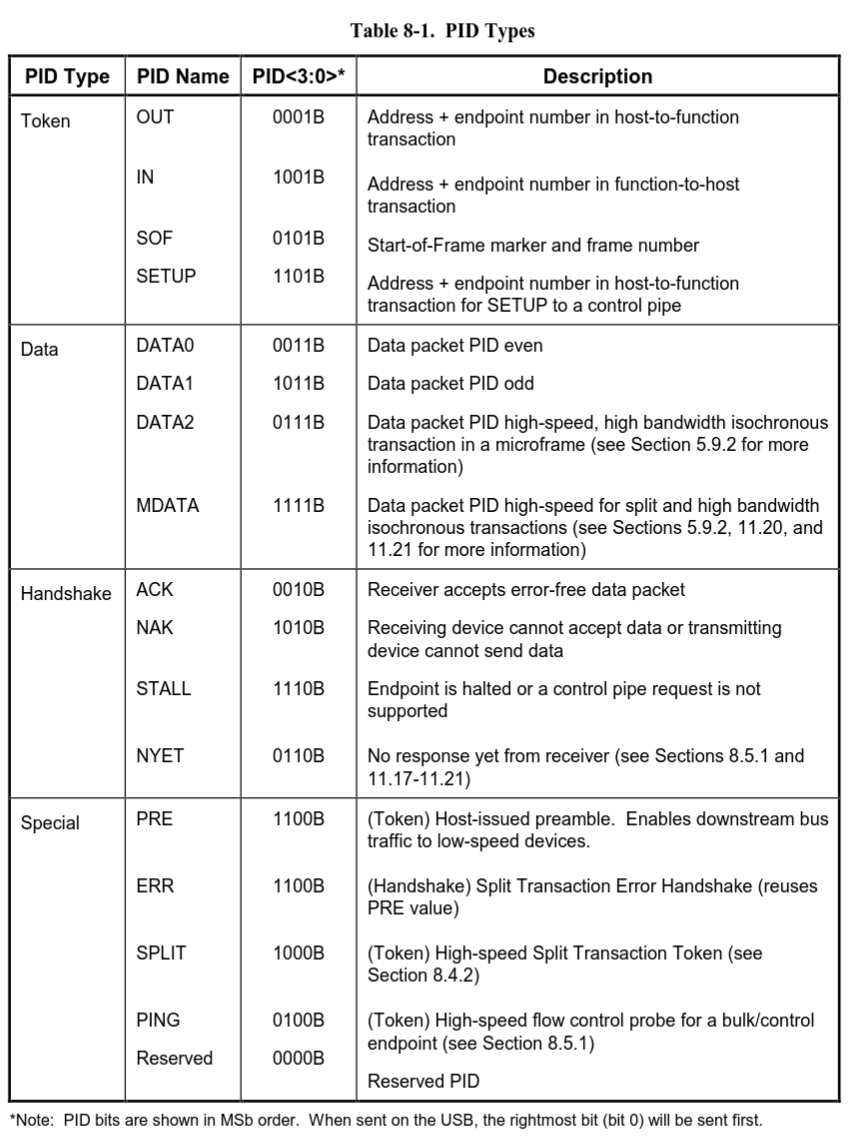 Table 8-1. PID Types
PID Type PID Name PID<3:0>* Description
Token OUT 0001B Address + endpoint number in host-to-function
transaction
IN 1001B Address + endpoint number in function-to-host
transaction
SOF 0101B Start-of-Frame marker and frame number
SETUP 1101B Address + endpoint number in host-to-function
transaction for SETUP to a control pipe
Data DATA0 0011B Data packet PID even
DATA1 1011B Data packet PID odd
DATA2 0111B Data packet PID high-speed, high bandwidth isochronous
transaction in a microframe (see Section 5.9.2 for more
information)
MDATA 1111B Data packet PID high-speed for split and high bandwidth
isochronous transactions (see Sections 5.9.2, 11.20, and
11.21 for more information)
Handshake ACK 0010B Receiver accepts error-free data packet
NAK 1010B Receiving device cannot accept data or transmitting
device cannot send data
STALL 1110B Endpoint is halted or a control pipe request is not
supported
NYET 0110B No response yet from receiver (see Sections 8.5.1 and
11.17-11.21)
Special PRE 1100B (Token) Host-issued preamble. Enables downstream bus
traffic to low-speed devices.
ERR 1100B (Handshake) Split Transaction Error Handshake (reuses
PRE value)
SPLIT 1000B (Token) High-speed Split Transaction Token (see
Section 8.4.2)
PING 0100B (Token) High-speed flow control probe for a bulk/control
endpoint (see Section 8.5.1)
Reserved 0000B
Reserved PID
*Note: PID bits are shown in MSb order. When sent on the USB, the rightmost bit (bit 0) will be sent first.